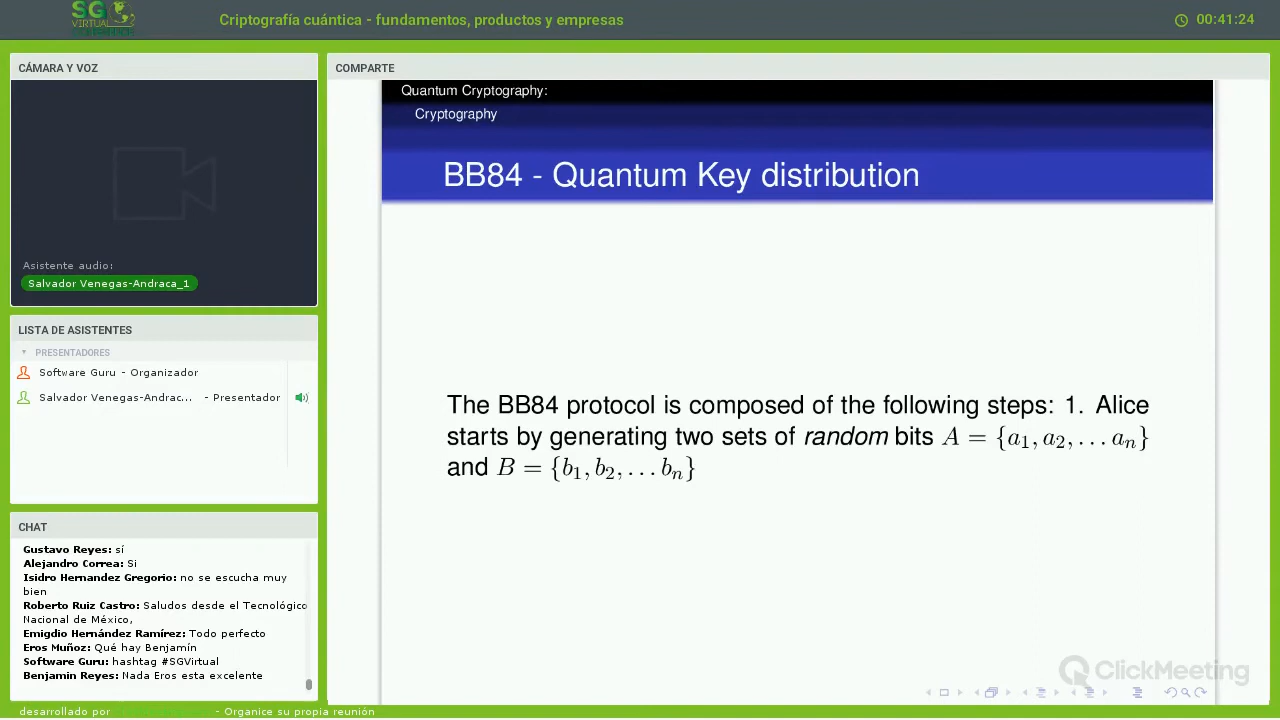 SG
VIRTUAL
Criptografía cuántica - fundamentos, productos y empresas
00:41:24
CÁMARA Y VOZ
Asistente audio:
Salvador Venegas-Andraca_1
LISTA DE ASISTENTES
PRESENTADORES
Software Guru - Organizador
Salvador Venegas-Andrac... - Presentador
CHAT
Gustavo Reyes: sí
Alejandro Correa: Si
Isidro Hernandez Gregorio: no se escucha muy
bien
Roberto Ruiz Castro: Saludos desde el Tecnológico
Nacional de México,
Emigdio Hernández Ramírez: Todo perfecto
Eros Muñoz: Qué hay Benjamín
Software Guru: hashtag #SGVirtual
Benjamin Reyes: Nada Eros esta excelente
COMPARTE
Quantum Cryptography:
Cryptography
BB84 - Quantum Key distribution
The BB84 protocol is composed of the following steps: 1. Alice
starts by generating two sets of random bits A = {a₁, a₂, . . . aₙ}
and B = {b₁, b₂, . . . bₙ}
ClickMeeting
desarrollado por - Organice su propia reunión